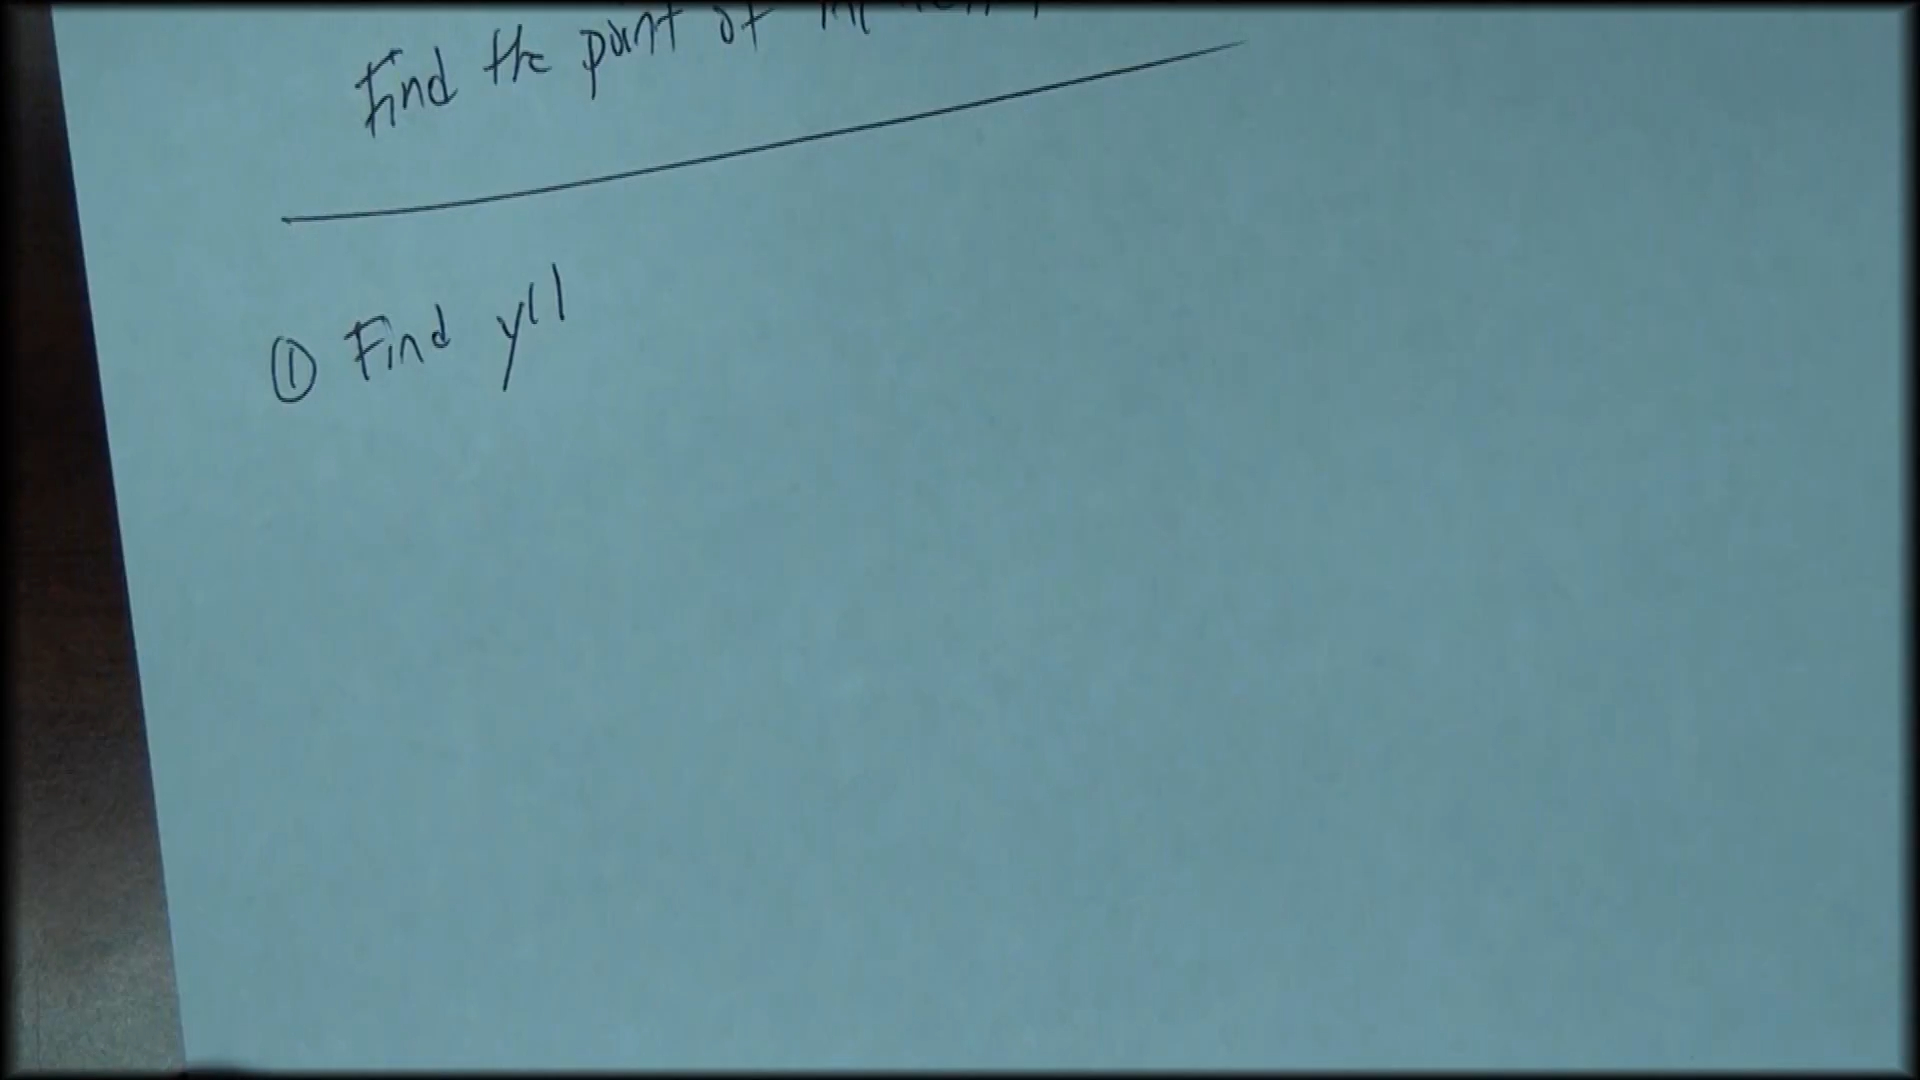 Find the point of
① Find y''